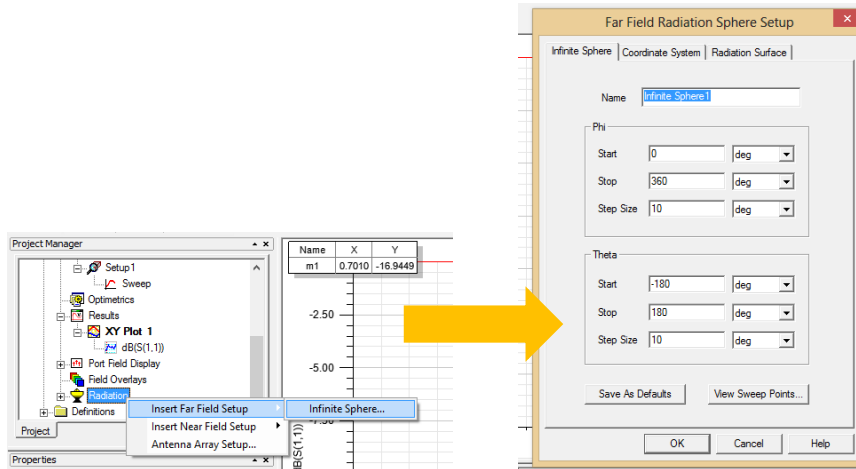 Project Manager
Setup1
Sweep
Optimetrics
Results
XY Plot 1
dB(S(1,1))
Port Field Display
Field Overlays
Radiation
Definitions
Project
Properties
Insert Far Field Setup
Insert Near Field Setup
Antenna Array Setup...
Infinite Sphere...
Name X Y
m1 0.7010 -16.9449
-2.50
-5.00
-7.50
dB(S(1,1))
Far Field Radiation Sphere Setup
Infinite Sphere Coordinate System Radiation Surface
Name Infinite Sphere1
Phi
Start 0 deg
Stop 360 deg
Step Size 10 deg
Theta
Start -180 deg
Stop 180 deg
Step Size 10 deg
Save As Defaults View Sweep Points...
OK Cancel Help